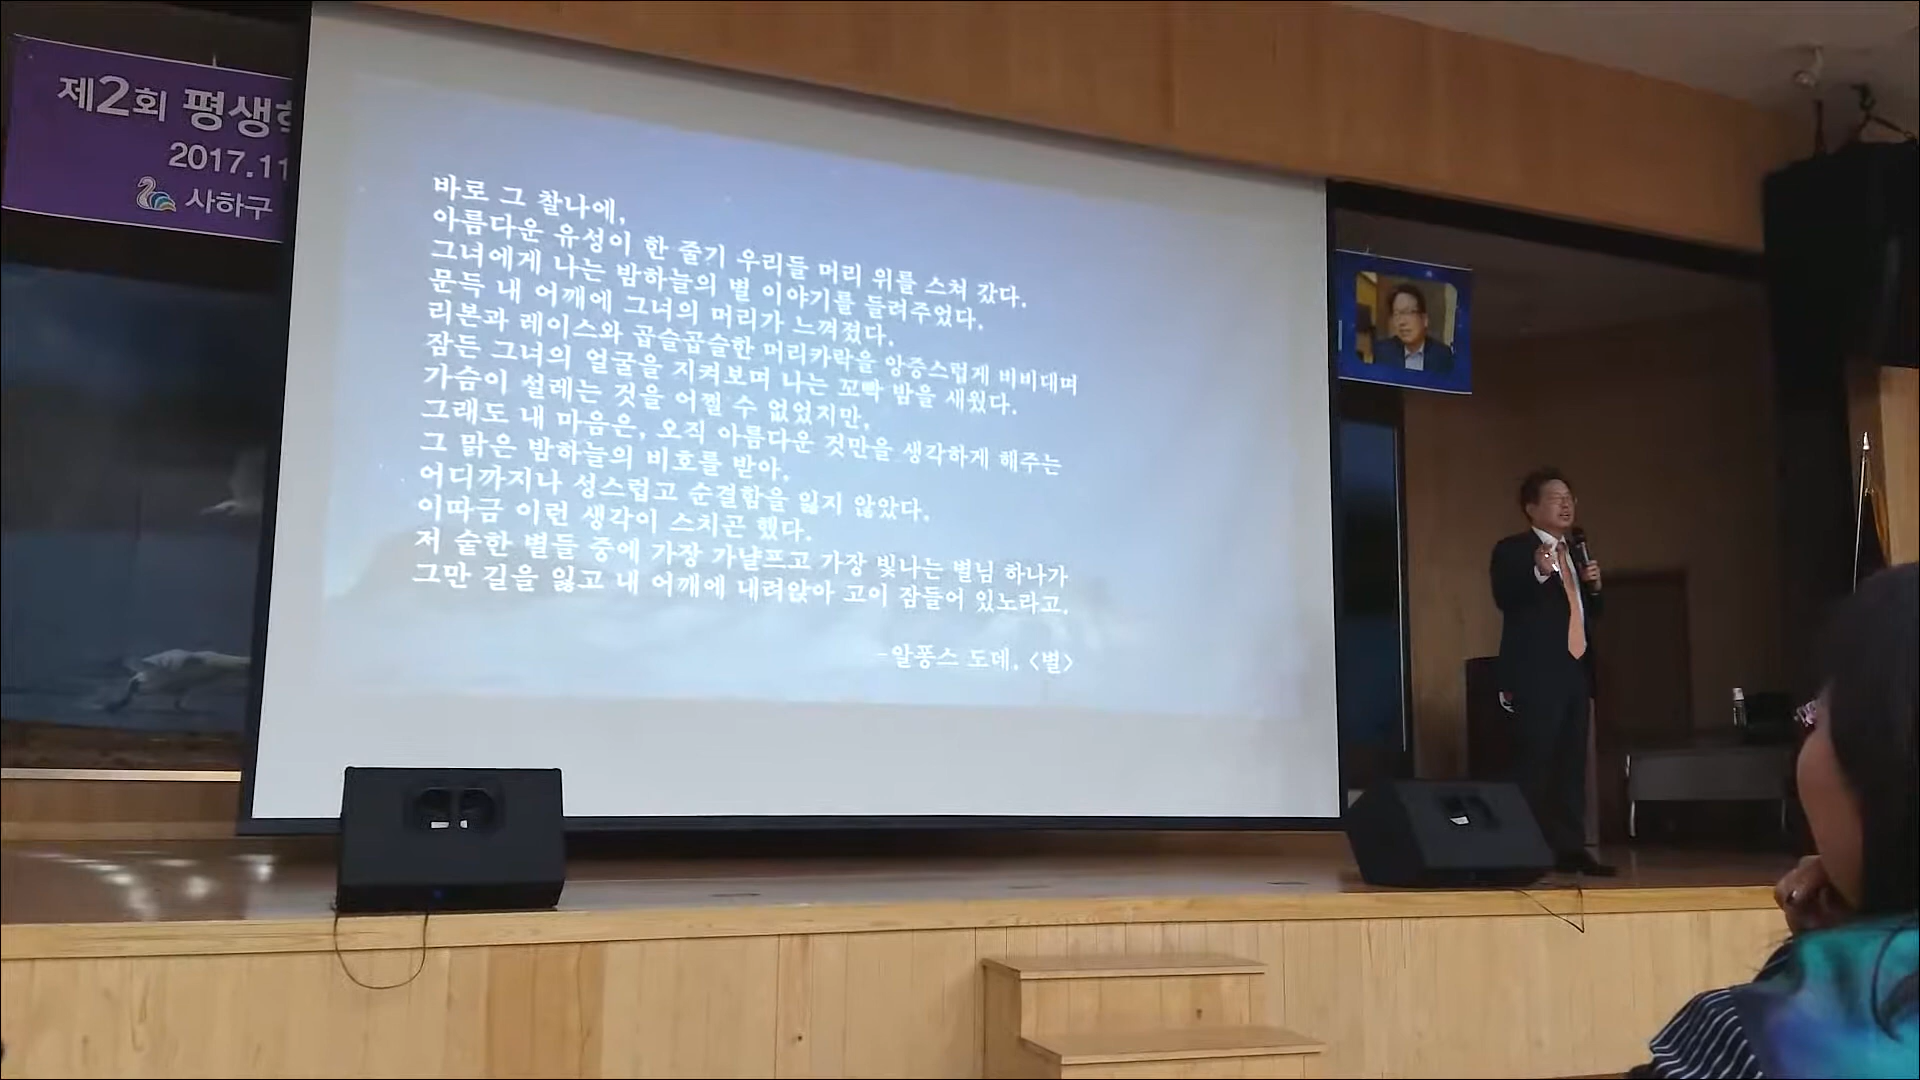 제2회 평생
2017.11
사하구
바로 그 찰나에,
아름다운 유성이 한 줄기 우리들 머리 위를 스쳐 갔다.
그녀에게 나는 밤하늘의 별 이야기를 들려주었다.
문득 내 어깨에 그녀의 머리가 느껴졌다.
리본과 레이스와 곱슬곱슬한 머리카락을 앙증스럽게 비비대며
잠든 그녀의 얼굴을 지켜보며 나는 꼬빡 밤을 새웠다.
가슴이 설레는 것을 어쩔 수 없었지만,
그래도 내 마음은, 오직 아름다운 것만을 생각하게 해주는
그 맑은 밤하늘의 비호를 받아,
어디까지나 성스럽고 순결함을 잃지 않았다.
이따금 이런 생각이 스치곤 했다.
저 숱한 별들 중에 가장 가냘프고 가장 빛나는 별님 하나가
그만 길을 잃고 내 어깨에 내려앉아 고이 잠들어 있노라고.
-알퐁스 도데, <별>